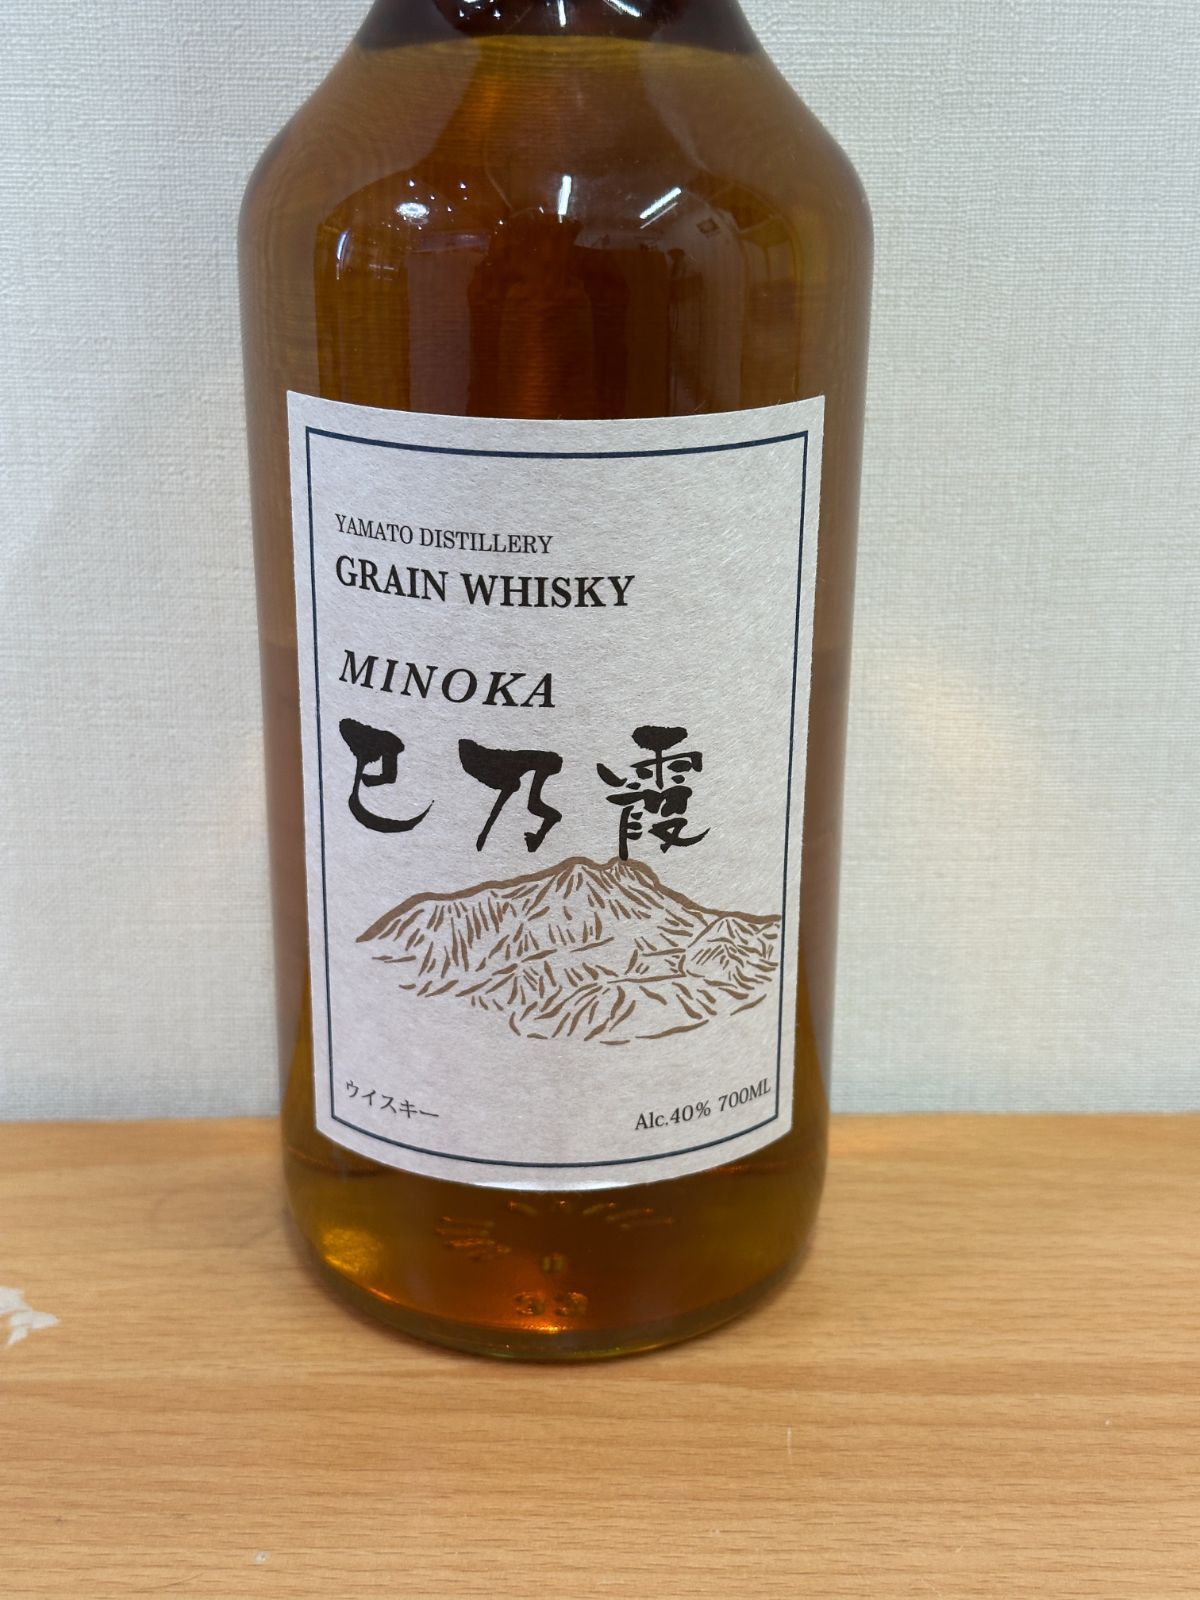 YAMATO DISTILLERY
GRAIN WHISKY
MINOKA
巳乃霞
ウイスキー
Alc.40% 700ML